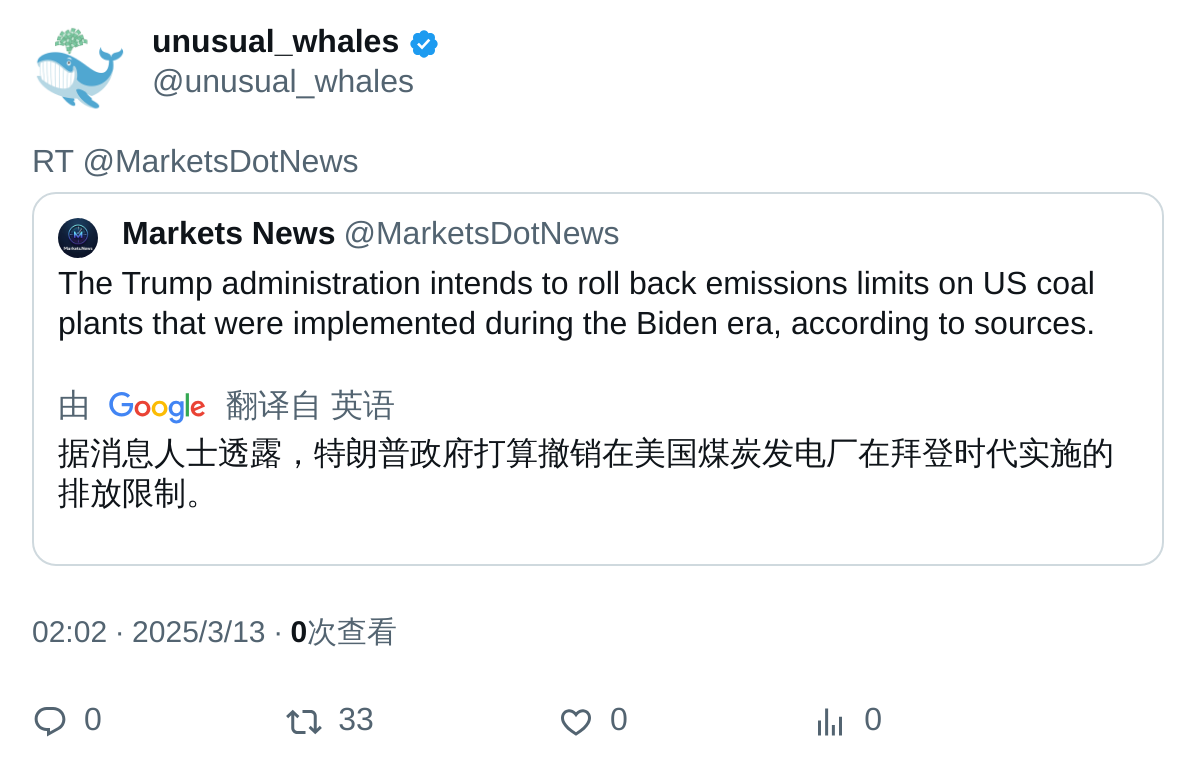 unusual_whales
@unusual_whales
RT @MarketsDotNews
Markets News @MarketsDotNews
The Trump administration intends to roll back emissions limits on US coal
plants that were implemented during the Biden era, according to sources.
由 Google 翻译自 英语
据消息人士透露，特朗普政府打算撤销在美国煤炭发电厂在拜登时代实施的
排放限制。
02:02 · 2025/3/13 · 0次查看
0 33 0 0